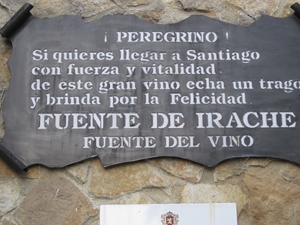 ¡ PEREGRINO !
Si quieres llegar a Santiago
con fuerza y vitalidad
de este gran vino echa un trago
y brinda por la Felicidad.
FUENTE DE IRACHE
FUENTE DEL VINO